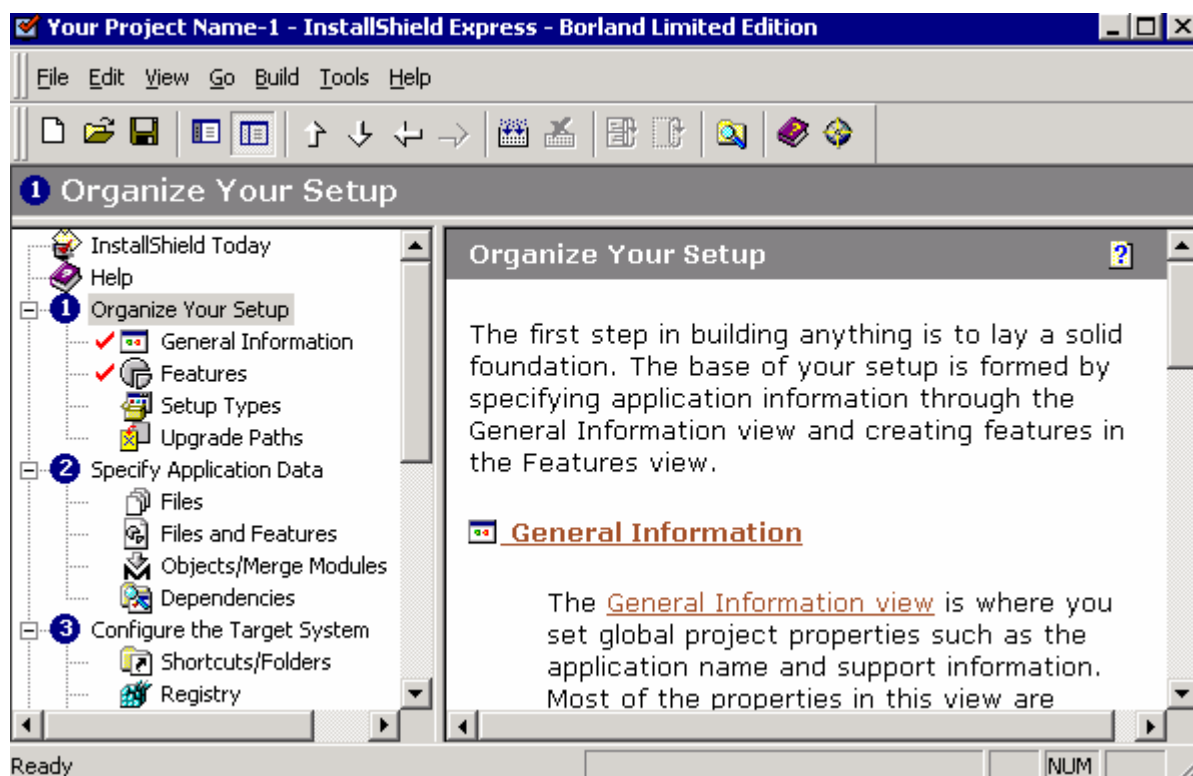 Your Project Name-1 - InstallShield Express - Borland Limited Edition
File Edit View Go Build Tools Help
1 Organize Your Setup
InstallShield Today
Help
1 Organize Your Setup
General Information
Features
Setup Types
Upgrade Paths
2 Specify Application Data
Files
Files and Features
Objects/Merge Modules
Dependencies
3 Configure the Target System
Shortcuts/Folders
Registry
Organize Your Setup
The first step in building anything is to lay a solid
foundation. The base of your setup is formed by
specifying application information through the
General Information view and creating features in
the Features view.
General Information
The General Information view is where you
set global project properties such as the
application name and support information.
Most of the properties in this view are
Ready
NUM